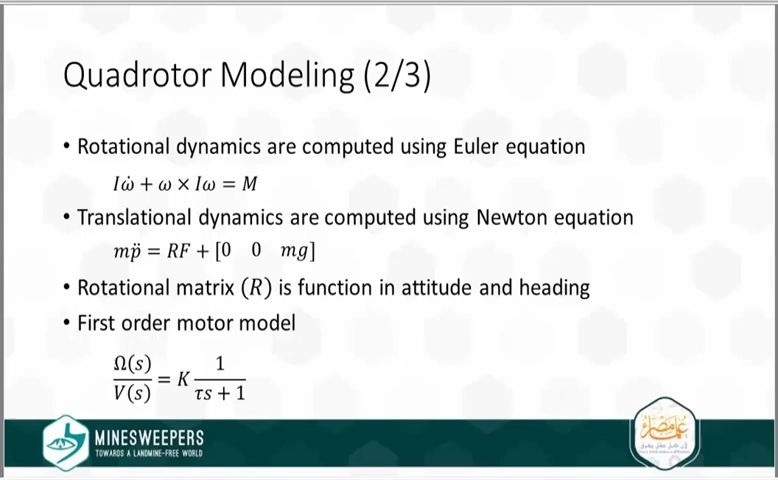 Quadrotor Modeling (2/3)
• Rotational dynamics are computed using Euler equation
Iω̇ + ω × Iω = M
• Translational dynamics are computed using Newton equation
mp̈ = RF + [0 0 mg]
• Rotational matrix (R) is function in attitude and heading
• First order motor model
Ω(s)/V(s) = K 1/(τs + 1)
MINESWEEPERS
TOWARDS A LANDMINE-FREE WORLD